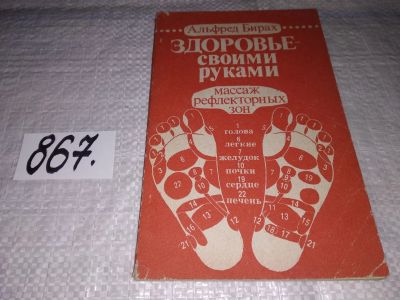 867.
Альфред Бирах
ЗДОРОВЬЕ-
СВОИМИ
РУКАМИ
массаж
рефлекторных
зон
1
голова
6
легкие
7
желудок
10
почки
19
сердце
22
печень